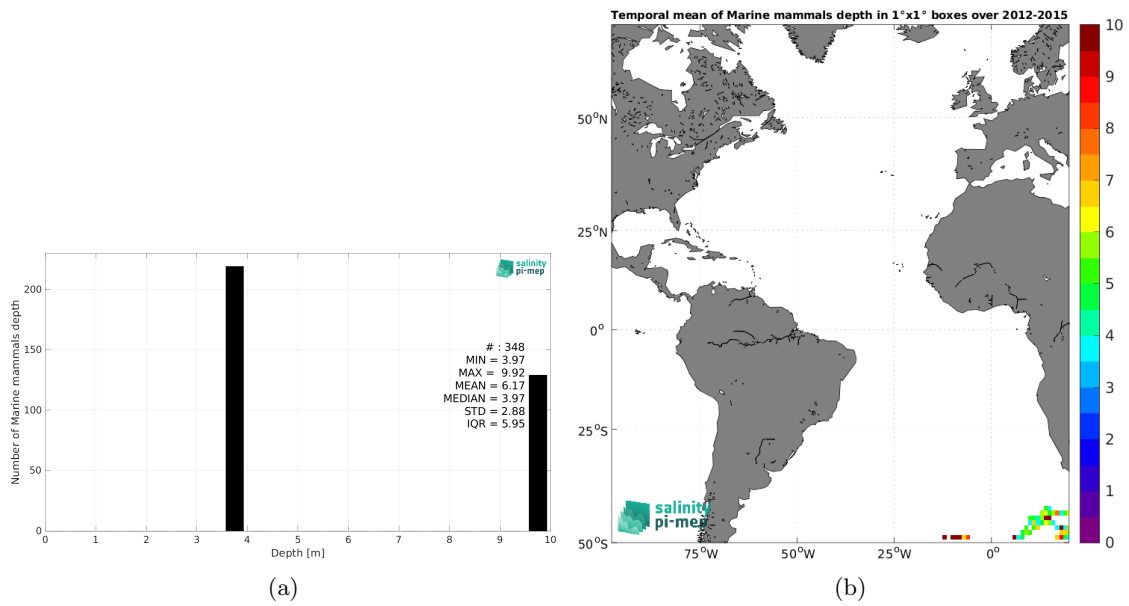 salinity
pi-mep
Number of Marine mammals depth
200
150
100
50
0
# : 348
MIN = 3.97
MAX = 9.92
MEAN = 6.17
MEDIAN = 3.97
STD = 2.88
IQR = 5.95
0 1 2 3 4 5 6 7 8 9 10
Depth [m]
(a)
Temporal mean of Marine mammals depth in 1°x1° boxes over 2012-2015
50°N
25°N
0°
25°S
50°S
75°W 50°W 25°W 0°
salinity
pi-mep
10
9
8
7
6
5
4
3
2
1
0
(b)